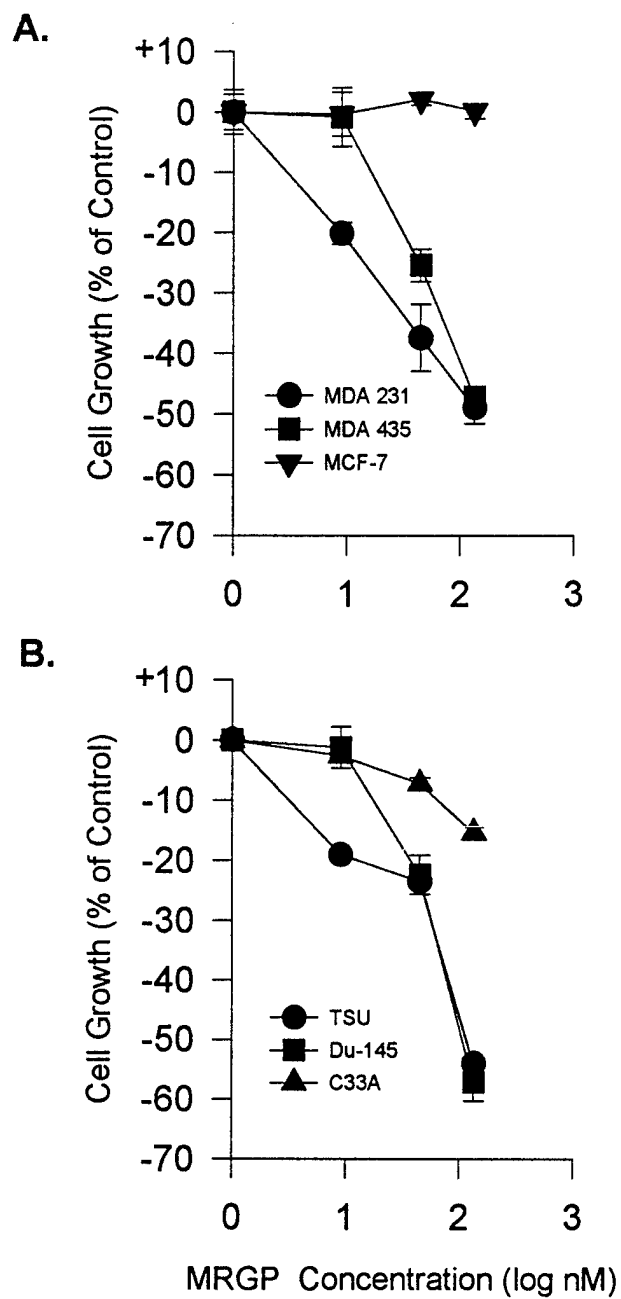 A.
+10
0
-10
-20
-30
-40
-50
-60
-70
Cell Growth (% of Control)
MDA 231
MDA 435
MCF-7
0 1 2 3
B.
+10
0
-10
-20
-30
-40
-50
-60
-70
Cell Growth (% of Control)
TSU
Du-145
C33A
0 1 2 3
MRGP Concentration (log nM)